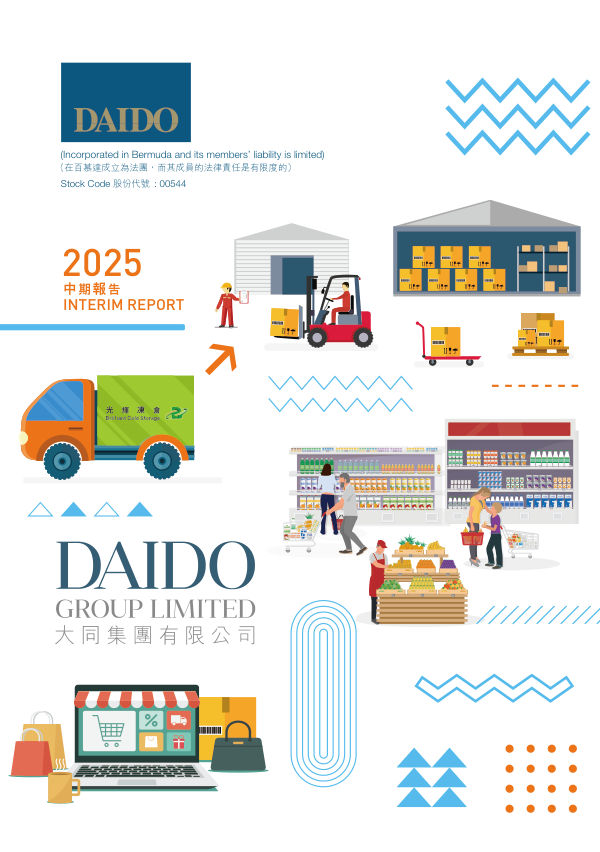 DAIDO
(Incorporated in Bermuda and its members' liability is limited)
(在百慕達成立為法團，而其成員的法律責任是有限度的)
Stock Code 股份代號 : 00544
2025
中期報告
INTERIM REPORT
光輝凍倉
Brilliant Cold Storage
DAIDO
GROUP LIMITED
大同集團有限公司
%